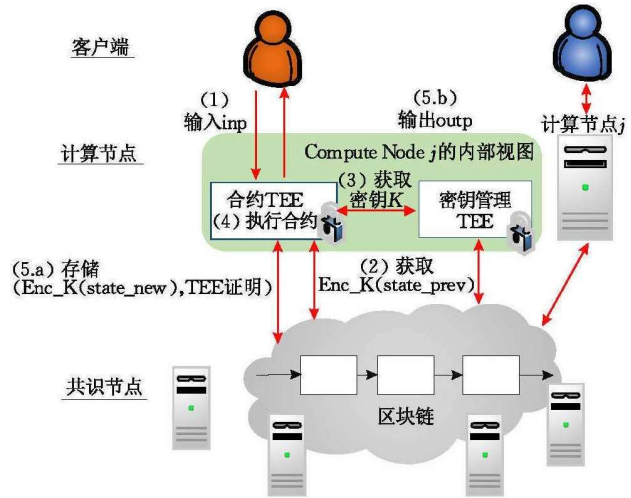 客户端
(1)
输入inp
(5.b)
输出outp
计算节点j
计算节点
Compute Node j的内部视图
合约TEE
(4) 执行合约
(3) 获取
密钥K
密钥管理
TEE
(5.a) 存储
(Enc_K(state_new),TEE证明)
(2) 获取
Enc_K(state_prev)
共识节点
区块链